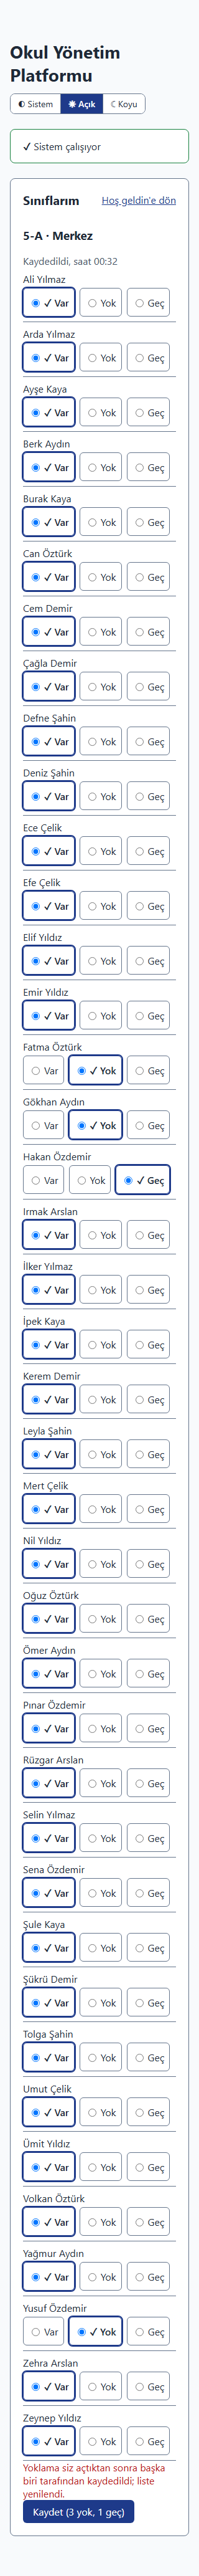 Okul Yönetim
Platformu
Sistem Açık Koyu
✓ Sistem çalışıyor
Sınıflarım Hoş geldin'e dön
5-A · Merkez
Kaydedildi, saat 00:32
Ali Yılmaz
✓ Var Yok Geç
Arda Yılmaz
✓ Var Yok Geç
Ayşe Kaya
✓ Var Yok Geç
Berk Aydın
✓ Var Yok Geç
Burak Kaya
✓ Var Yok Geç
Can Öztürk
✓ Var Yok Geç
Cem Demir
✓ Var Yok Geç
Çağla Demir
✓ Var Yok Geç
Defne Şahin
✓ Var Yok Geç
Deniz Şahin
✓ Var Yok Geç
Ece Çelik
✓ Var Yok Geç
Efe Çelik
✓ Var Yok Geç
Elif Yıldız
✓ Var Yok Geç
Emir Yıldız
✓ Var Yok Geç
Fatma Öztürk
Var ✓ Yok Geç
Gökhan Aydın
Var ✓ Yok Geç
Hakan Özdemir
Var Yok ✓ Geç
Irmak Arslan
✓ Var Yok Geç
İlker Yılmaz
✓ Var Yok Geç
İpek Kaya
✓ Var Yok Geç
Kerem Demir
✓ Var Yok Geç
Leyla Şahin
✓ Var Yok Geç
Mert Çelik
✓ Var Yok Geç
Nil Yıldız
✓ Var Yok Geç
Oğuz Öztürk
✓ Var Yok Geç
Ömer Aydın
✓ Var Yok Geç
Pınar Özdemir
✓ Var Yok Geç
Rüzgar Arslan
✓ Var Yok Geç
Selin Yılmaz
✓ Var Yok Geç
Sena Özdemir
✓ Var Yok Geç
Şule Kaya
✓ Var Yok Geç
Şükrü Demir
✓ Var Yok Geç
Tolga Şahin
✓ Var Yok Geç
Umut Çelik
✓ Var Yok Geç
Ümit Yıldız
✓ Var Yok Geç
Volkan Öztürk
✓ Var Yok Geç
Yağmur Aydın
✓ Var Yok Geç
Yusuf Özdemir
Var ✓ Yok Geç
Zehra Arslan
✓ Var Yok Geç
Zeynep Yıldız
✓ Var Yok Geç
Yoklama siz açtıktan sonra başka
biri tarafından kaydedildi; liste
yenilendi.
Kaydet (3 yok, 1 geç)